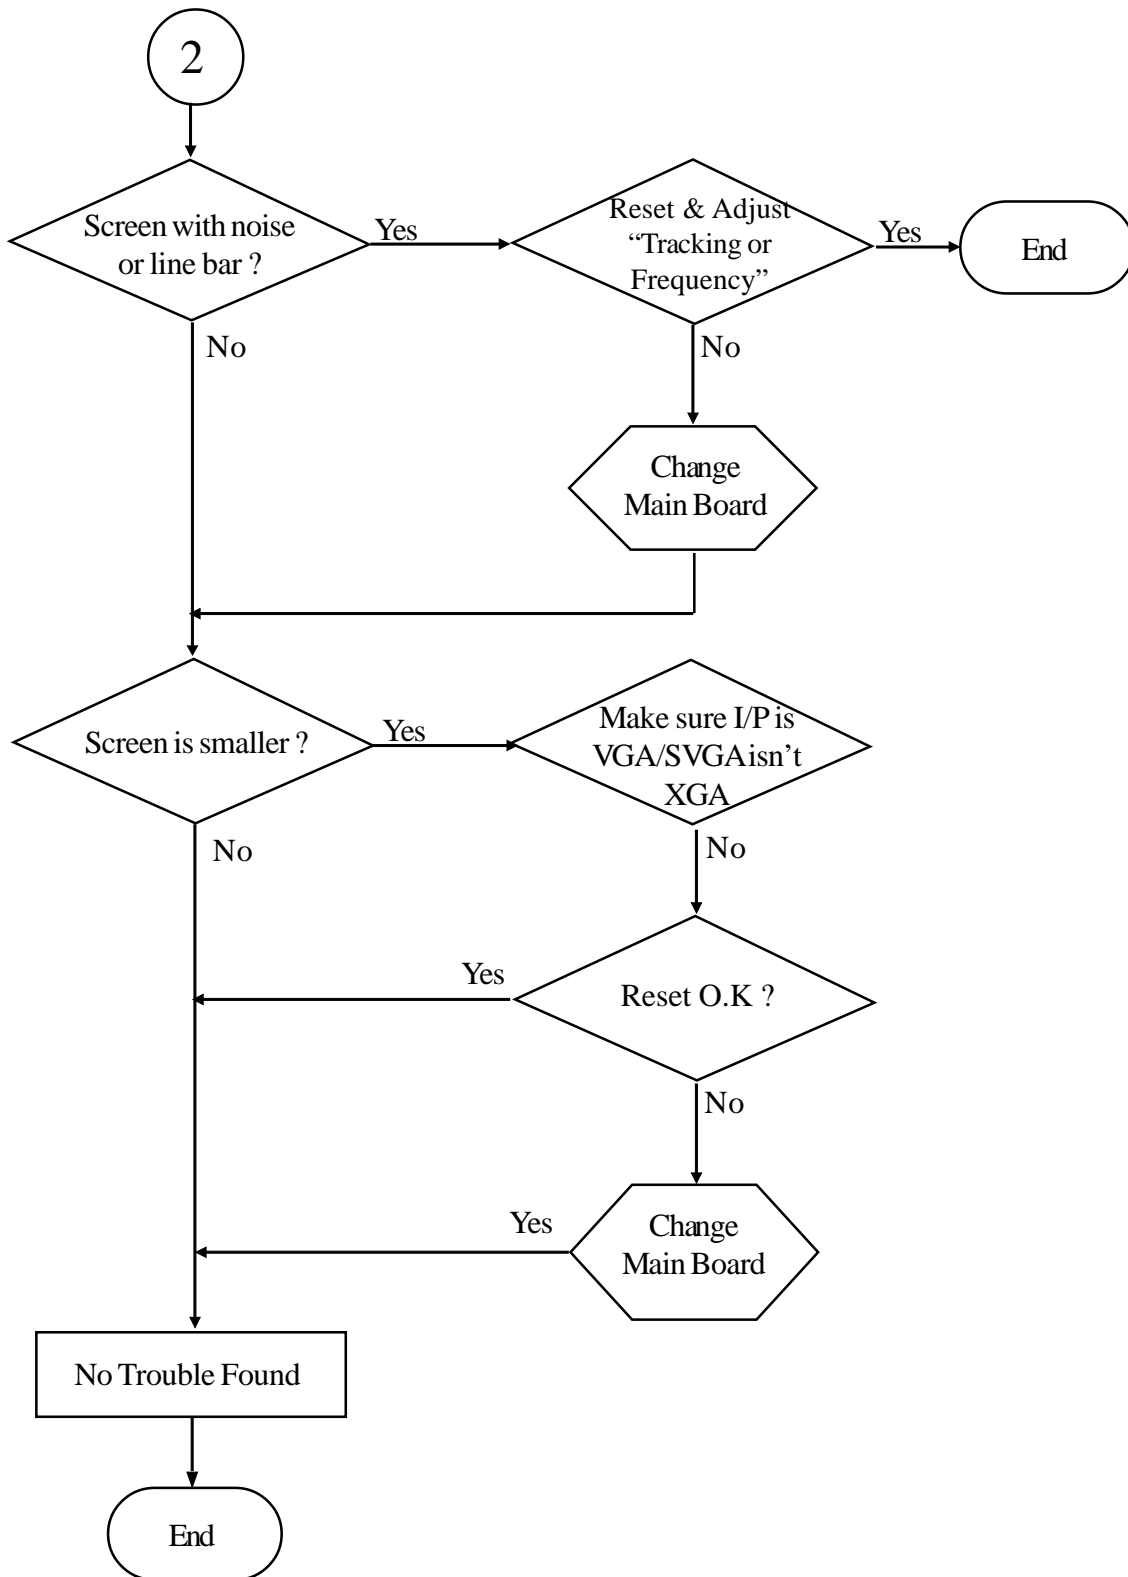 2
Screen with noise
or line bar ?
Yes
Reset & Adjust
“Tracking or
Frequency”
Yes
End
No
No
Change
Main Board
Screen is smaller ?
Yes
Make sure I/P is
VGA/SVGA isn’t
XGA
No
No
Yes
Reset O.K ?
No
Yes
Change
Main Board
No Trouble Found
End